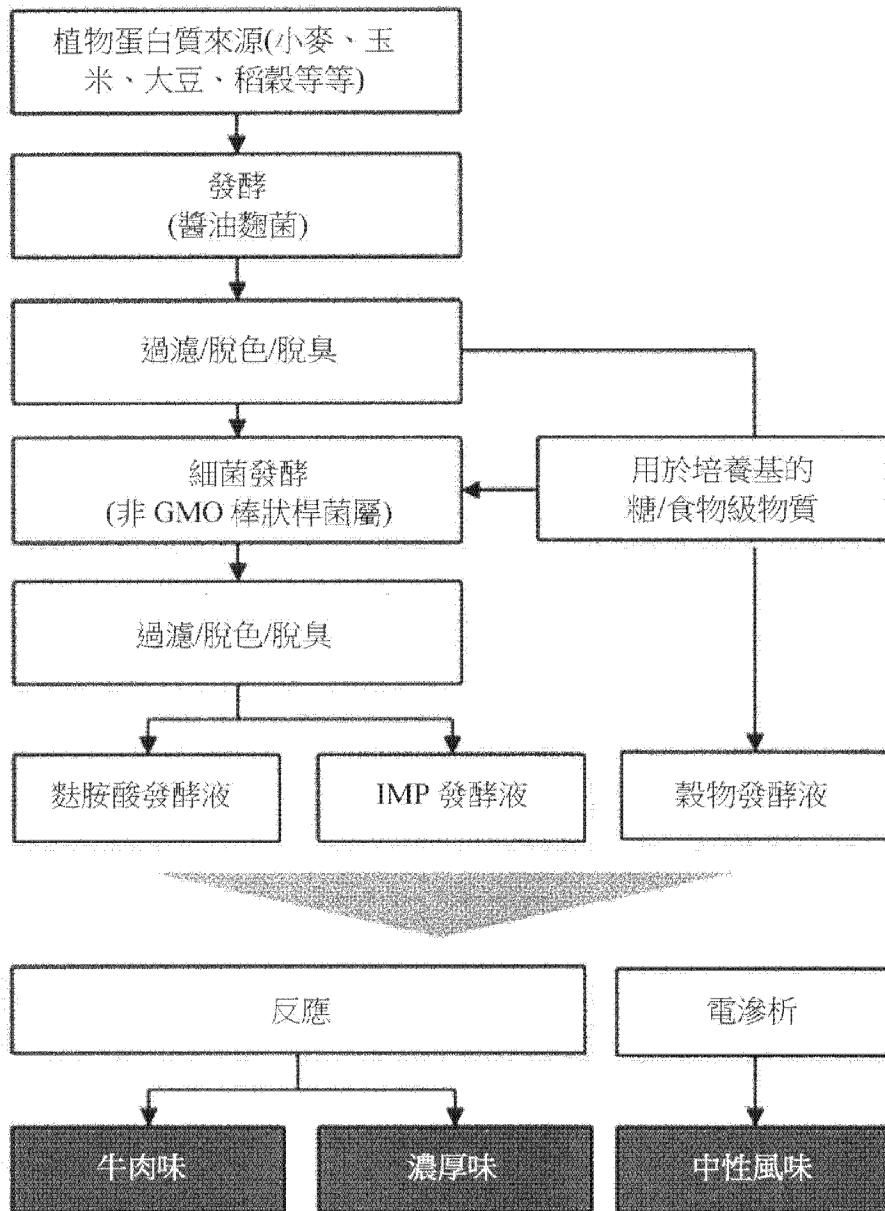 植物蛋白質來源(小麥、玉
米、大豆、稻穀等等)
發酵
(醬油麴菌)
過濾/脫色/脫臭
細菌發酵
(非 GMO 棒狀桿菌屬)
用於培養基的
糖/食物級物質
過濾/脫色/脫臭
麩胺酸發酵液
IMP 發酵液
穀物發酵液
反應
電滲析
牛肉味
濃厚味
中性風味